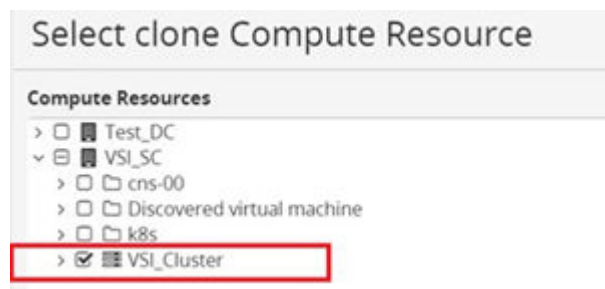 Select clone Compute Resource
Compute Resources
Test_DC
VSI_SC
cns-00
Discovered virtual machine
k8s
VSI_Cluster